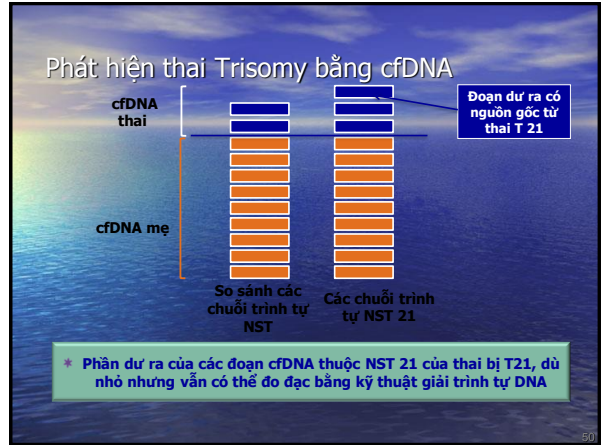 Phát hiện thai Trisomy bằng cfDNA
cfDNA
thai
Đoạn dư ra có
nguồn gốc từ
thai T 21
cfDNA mẹ
So sánh các
chuỗi trình tự
NST
Các chuỗi trình
tự NST 21
* Phần dư ra của các đoạn cfDNA thuộc NST 21 của thai bị T21, dù
nhỏ nhưng vẫn có thể đo đạc bằng kỹ thuật giải trình tự DNA
50